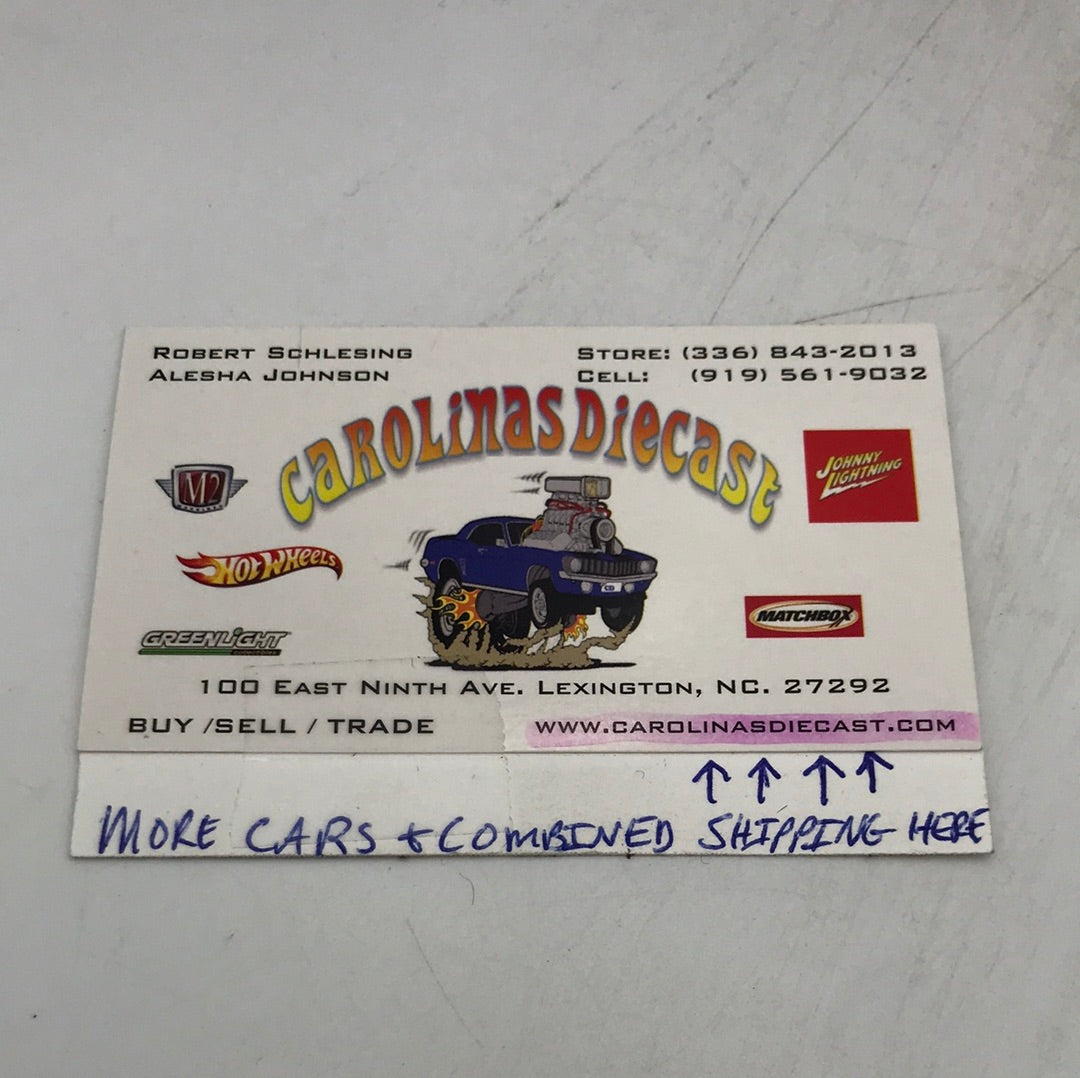 ROBERT SCHLESING
ALESHA JOHNSON
STORE: (336) 843-2013
CELL: (919) 561-9032
CAROLINAS DIECAST
M2
JOHNNY
LIGHTNING
HOT WHEELS
MATCHBOX
GREENLIGHT
CD
100 EAST NINTH AVE. LEXINGTON, NC. 27292
BUY /SELL / TRADE
WWW.CAROLINASDIECAST.COM
↑ ↑ ↑ ↑
MORE CARS & COMBINED SHIPPING HERE